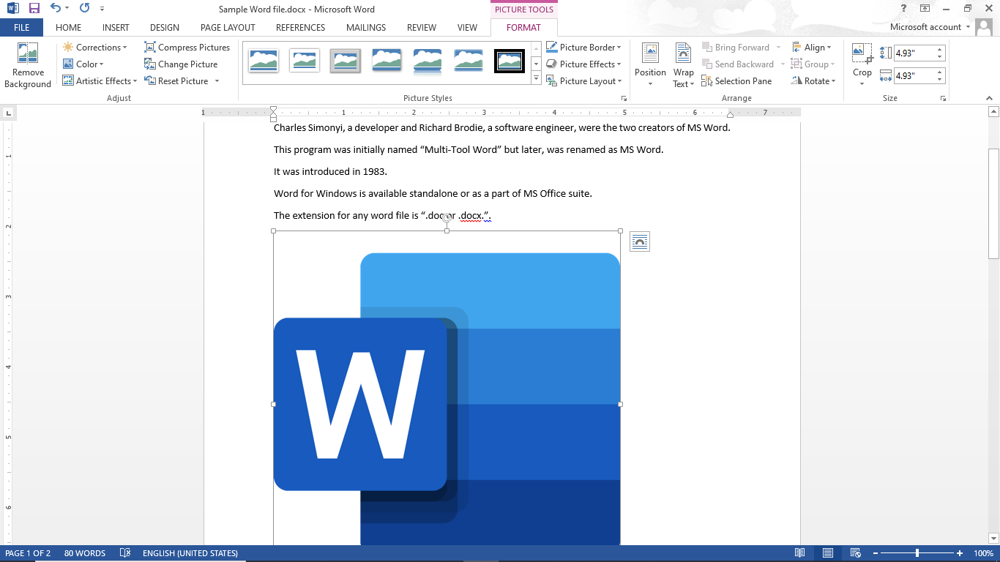 Sample Word file.docx - Microsoft Word
PICTURE TOOLS
?
FILE
HOME
INSERT
DESIGN
PAGE LAYOUT
REFERENCES
MAILINGS
REVIEW
VIEW
FORMAT
Microsoft account
Remove
Background
Corrections
Color
Artistic Effects
Compress Pictures
Change Picture
Reset Picture
Adjust
Picture Styles
Picture Border
Picture Effects
Picture Layout
Position
Wrap
Text
Bring Forward
Send Backward
Selection Pane
Align
Group
Rotate
Arrange
Crop
4.93"
4.93"
Size
L
1 1 2 3 4 5 6 7
1
2
3
4
5
6
Charles Simonyi, a developer and Richard Brodie, a software engineer, were the two creators of MS Word.
This program was initially named “Multi-Tool Word” but later, was renamed as MS Word.
It was introduced in 1983.
Word for Windows is available standalone or as a part of MS Office suite.
The extension for any word file is “.doc or .docx.”.
W
PAGE 1 OF 2
80 WORDS
ENGLISH (UNITED STATES)
100%